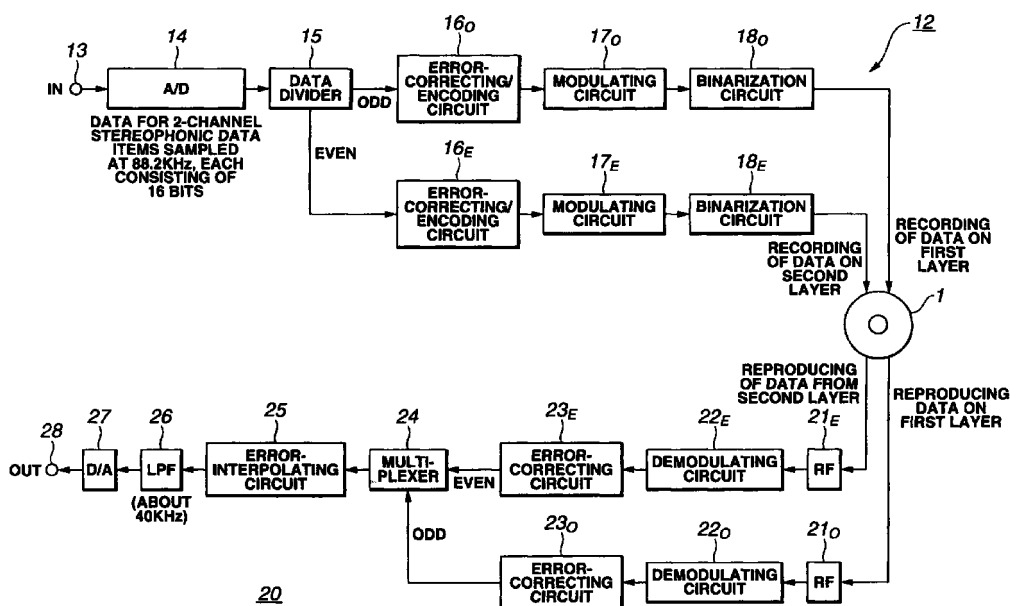 12
13
IN
14
A/D
DATA FOR 2-CHANNEL
STEREOPHONIC DATA
ITEMS SAMPLED
AT 88.2KHz, EACH
CONSISTING OF
16 BITS
15
DATA
DIVIDER
ODD
EVEN
16O
ERROR-
CORRECTING/
ENCODING
CIRCUIT
17O
MODULATING
CIRCUIT
18O
BINARIZATION
CIRCUIT
16E
ERROR-
CORRECTING/
ENCODING
CIRCUIT
17E
MODULATING
CIRCUIT
18E
BINARIZATION
CIRCUIT
RECORDING
OF DATA ON
SECOND
LAYER
RECORDING
OF DATA ON
FIRST
LAYER
1
REPRODUCING
OF DATA FROM
SECOND LAYER
REPRODUCING
DATA ON
FIRST LAYER
28
OUT
27
D/A
26
LPF
(ABOUT
40KHz)
25
ERROR-
INTERPOLATING
CIRCUIT
24
MULTI-
PLEXER
EVEN
ODD
23E
ERROR-
CORRECTING
CIRCUIT
22E
DEMODULATING
CIRCUIT
21E
RF
23O
ERROR-
CORRECTING
CIRCUIT
22O
DEMODULATING
CIRCUIT
21O
RF
20